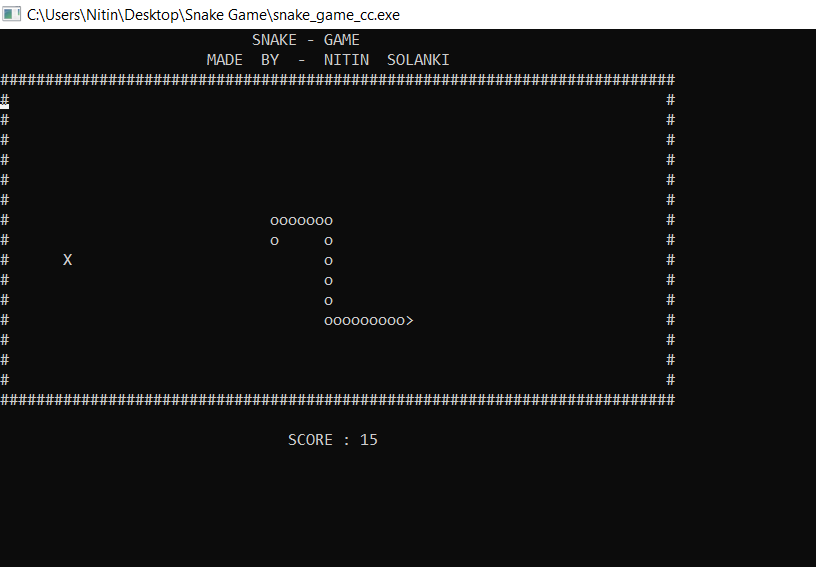 C:\Users\Nitin\Desktop\Snake Game\snake_game_cc.exe
                            SNAKE - GAME
                       MADE  BY  -  NITIN  SOLANKI
###########################################################################
#                                                                         #
#                                                                         #
#                                                                         #
#                                                                         #
#                                                                         #
#                                                                         #
#                             ooooooo                                     #
#                             o     o                                     #
#      X                            o                                     #
#                                   o                                     #
#                                   o                                     #
#                                   ooooooooo>                            #
#                                                                         #
#                                                                         #
#                                                                         #
###########################################################################
                                SCORE : 15